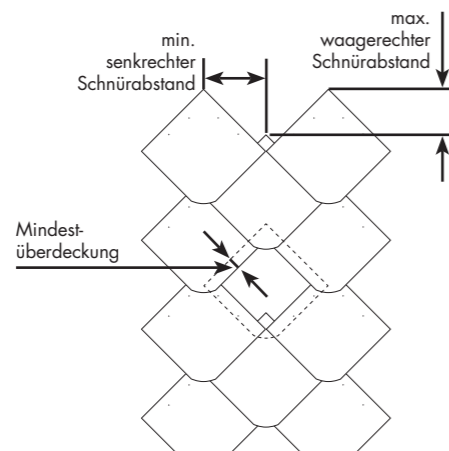 min.
senkrechter
Schnürabstand
max.
waagerechter
Schnürabstand
Mindest-
überdeckung